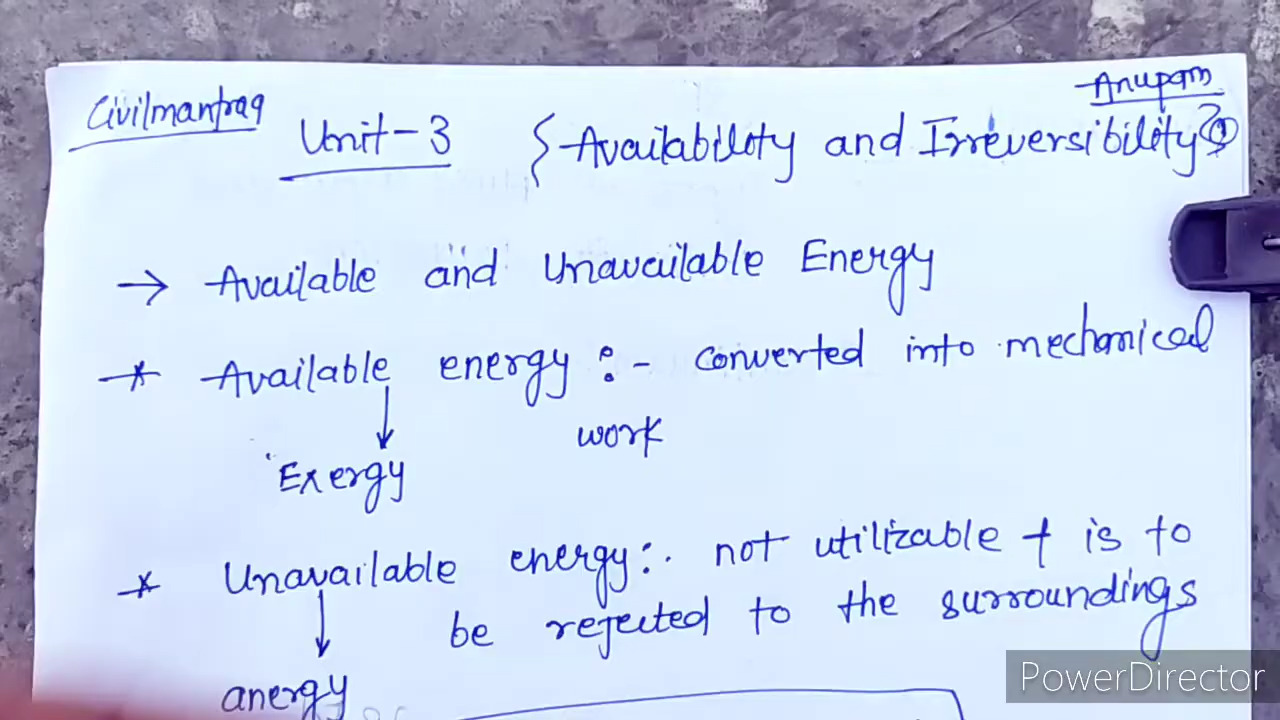 Civilmantraa
Anupam
Unit-3 {Availability and Irreversibility}
→ Available and Unavailable Energy
* Available energy :- converted into mechanical
work
Exergy
* Unavailable energy:. not utilizable + is to
be rejected to the surroundings
anergy
PowerDirector